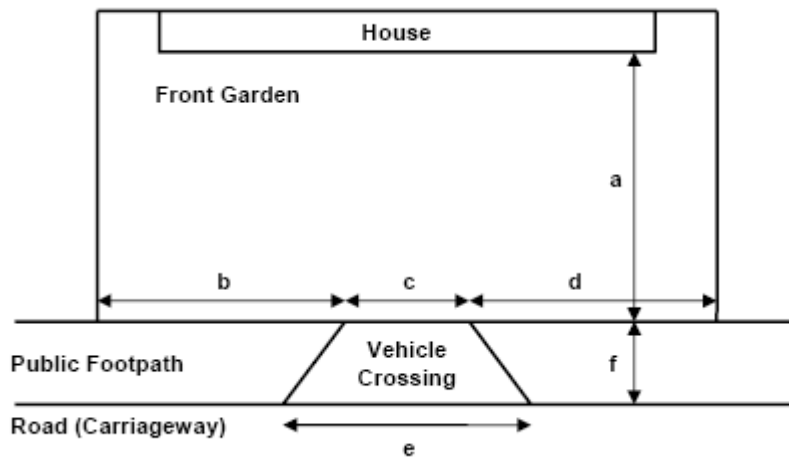 House
Front Garden
a
b
c
d
Public Footpath
Vehicle
Crossing
f
Road (Carriageway)
e